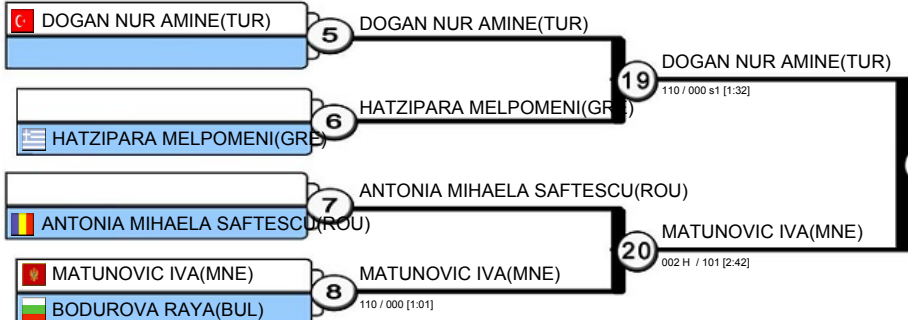 DOGAN NUR AMINE(TUR)
5
DOGAN NUR AMINE(TUR)
DOGAN NUR AMINE(TUR)
19
110 / 000 s1 [1:32]
HATZIPARA MELPOMENI(GRE)
6
HATZIPARA MELPOMENI(GRE)
ANTONIA MIHAELA SAFTESCU(ROU)
7
ANTONIA MIHAELA SAFTESCU(ROU)
MATUNOVIC IVA(MNE)
20
002 H / 101 [2:42]
MATUNOVIC IVA(MNE)
MATUNOVIC IVA(MNE)
8
110 / 000 [1:01]
BODUROVA RAYA(BUL)